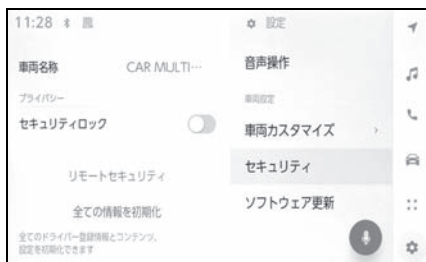 11:28
設定
車両名称 CAR MULTI…
プライバシー
セキュリティロック
リモートセキュリティ
全ての情報を初期化
全てのドライバー登録情報とコンテンツ、
設定を初期化できます
音声操作
車両設定
車両カスタマイズ
セキュリティ
ソフトウェア更新